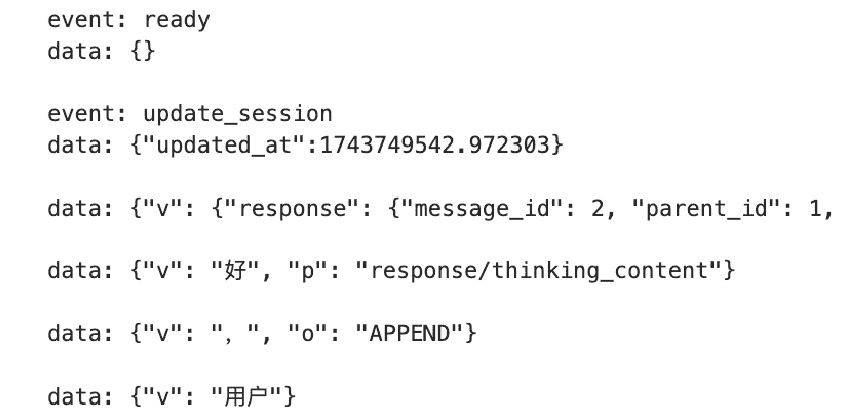 event: ready
data: {}
event: update_session
data: {"updated_at":1743749542.972303}
data: {"v": {"response": {"message_id": 2, "parent_id": 1,
data: {"v": "好", "p": "response/thinking_content"}
data: {"v": "，", "o": "APPEND"}
data: {"v": "用户"}